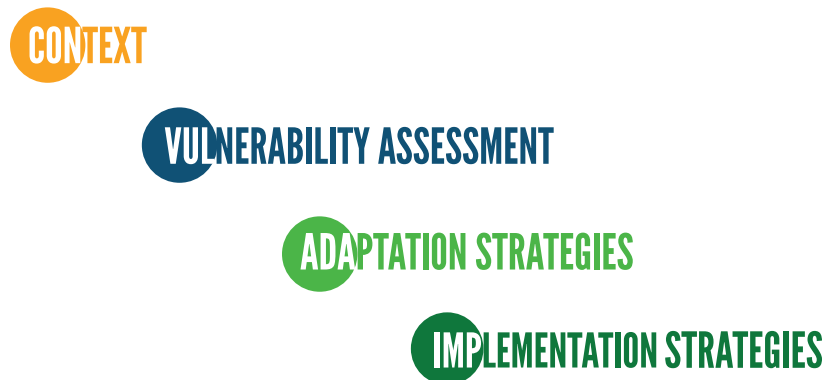 CONTEXT
VULNERABILITY ASSESSMENT
ADAPTATION STRATEGIES
IMPLEMENTATION STRATEGIES